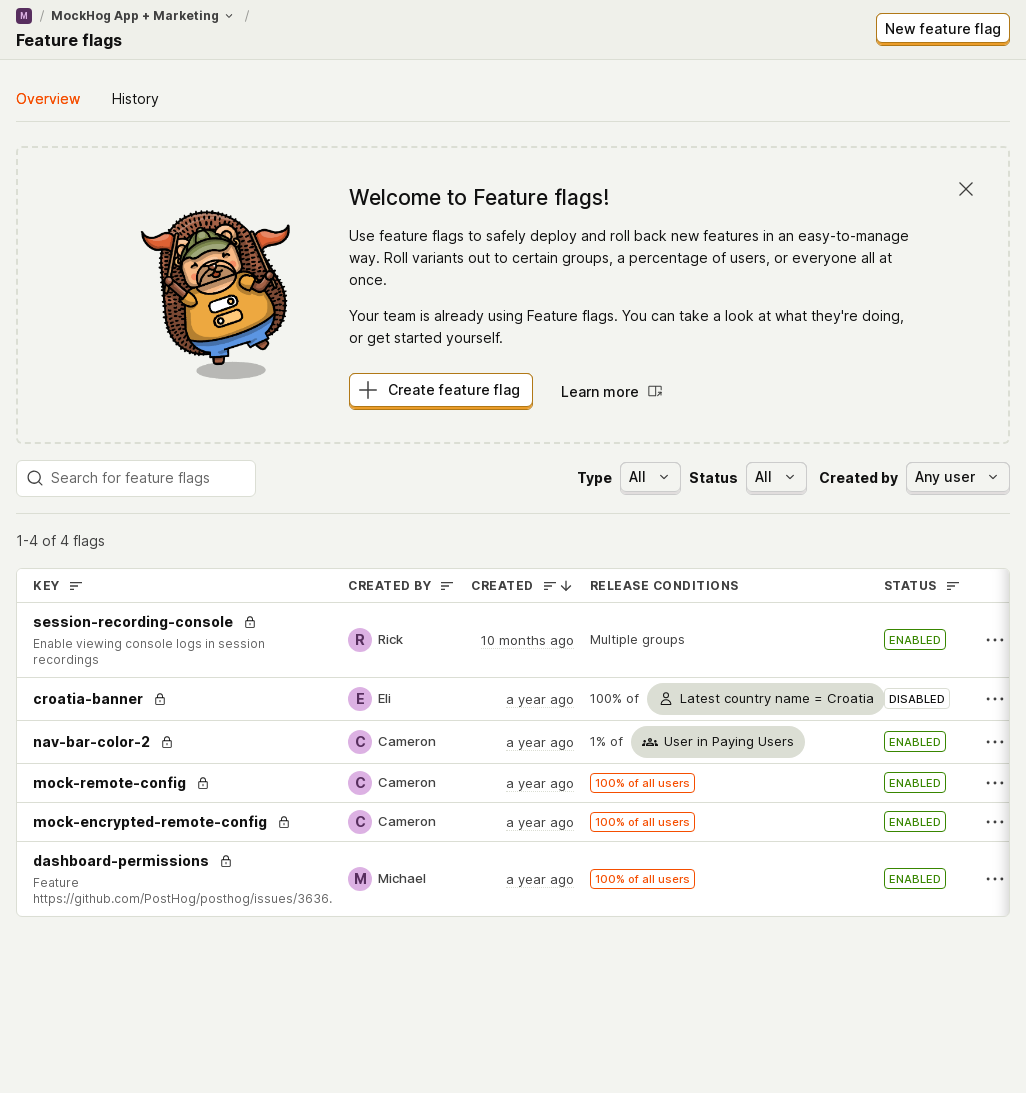 M / MockHog App + Marketing /
Feature flags
New feature flag
Overview
History
Welcome to Feature flags!
Use feature flags to safely deploy and roll back new features in an easy-to-manage
way. Roll variants out to certain groups, a percentage of users, or everyone all at
once.
Your team is already using Feature flags. You can take a look at what they're doing,
or get started yourself.
Create feature flag
Learn more
Search for feature flags
Type All Status All Created by Any user
1-4 of 4 flags
KEY CREATED BY CREATED RELEASE CONDITIONS STATUS
session-recording-console
Enable viewing console logs in session
recordings
R Rick 10 months ago Multiple groups ENABLED
croatia-banner E Eli a year ago 100% of Latest country name = Croatia DISABLED
nav-bar-color-2 C Cameron a year ago 1% of User in Paying Users ENABLED
mock-remote-config C Cameron a year ago 100% of all users ENABLED
mock-encrypted-remote-config C Cameron a year ago 100% of all users ENABLED
dashboard-permissions
Feature
https://github.com/PostHog/posthog/issues/3636.
M Michael a year ago 100% of all users ENABLED